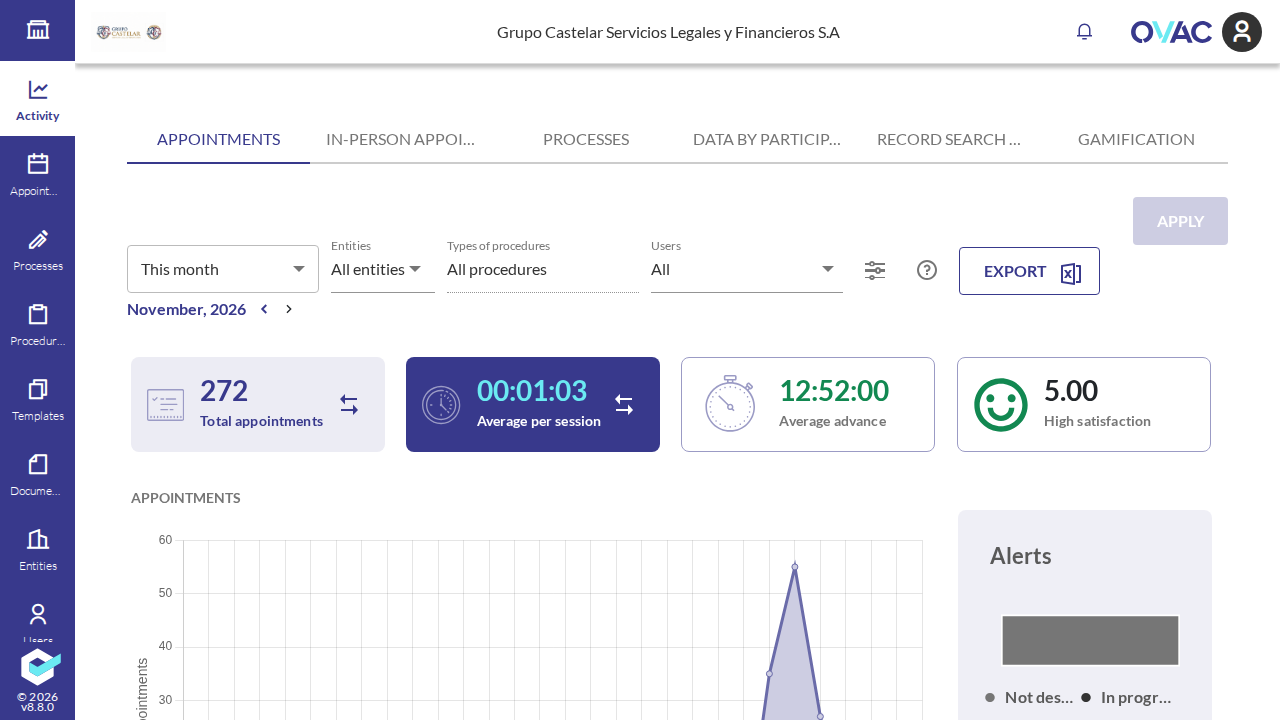 GRUPO
CASTELAR
Grupo Castelar Servicios Legales y Financieros S.A
OVAC
Activity
Appoint...
Processes
Procedur...
Templates
Docume...
Entities
Users
© 2026
v8.8.0
APPOINTMENTS
IN-PERSON APPOI...
PROCESSES
DATA BY PARTICIP...
RECORD SEARCH ...
GAMIFICATION
APPLY
This month
Entities
All entities
Types of procedures
All procedures
Users
All
EXPORT
November, 2026
272
Total appointments
00:01:03
Average per session
12:52:00
Average advance
5.00
High satisfaction
APPOINTMENTS
60
50
40
30
Alerts
Not des...
In progr...